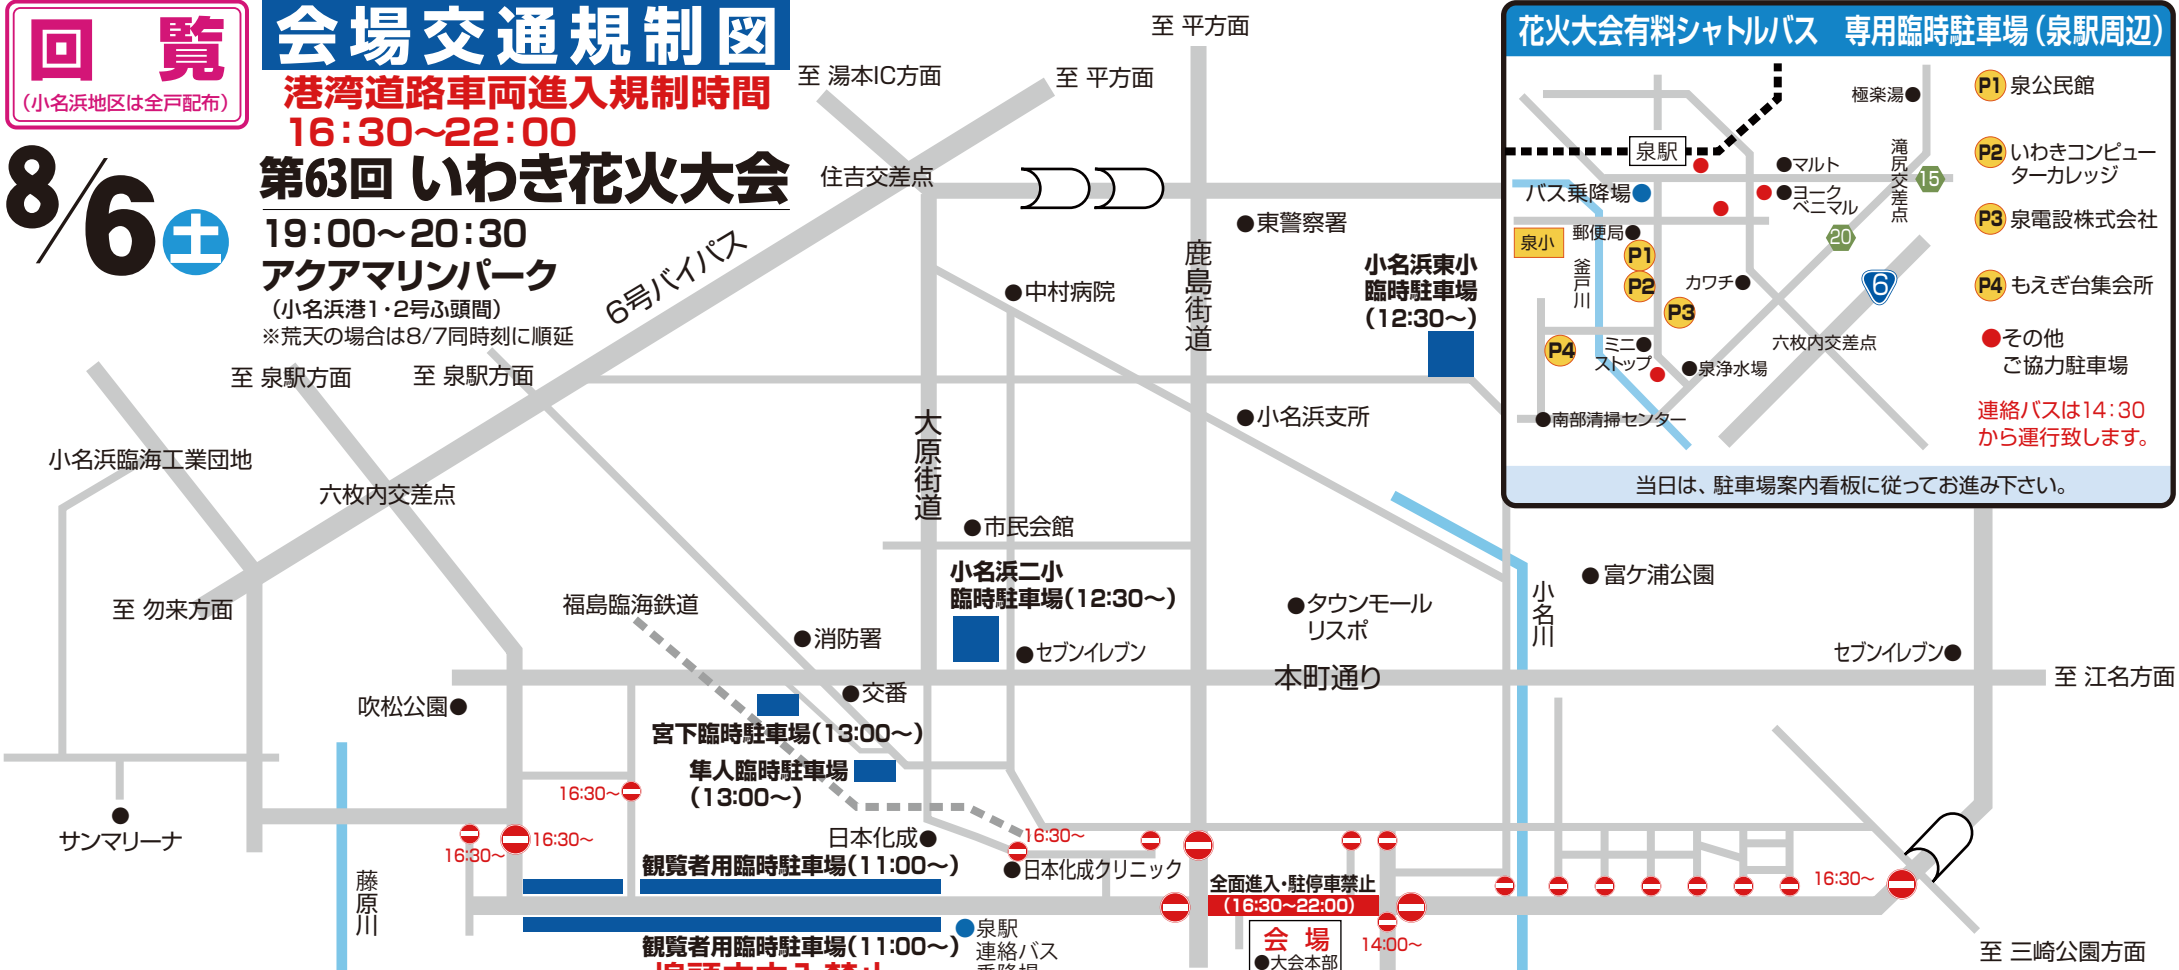 回覧
（小名浜地区は全戸配布）
会場交通規制図
港湾道路車両進入規制時間
16：30～22：00
8/6 土
第63回 いわき花火大会
19：00～20：30
アクアマリンパーク
（小名浜港1・2号ふ頭間）
※荒天の場合は8/7同時刻に順延
至 湯本IC方面
至 平方面
至 平方面
住吉交差点
6号バイパス
東警察署
鹿島街道
中村病院
小名浜東小
臨時駐車場
（12:30～）
至 泉駅方面
至 泉駅方面
小名浜臨海工業団地
六枚内交差点
大原街道
小名浜支所
市民会館
至 勿来方面
福島臨海鉄道
小名浜二小
臨時駐車場（12:30～）
消防署
セブンイレブン
タウンモール
リスポ
小名川
富ケ浦公園
セブンイレブン
本町通り
至 江名方面
吹松公園
交番
宮下臨時駐車場（13:00～）
隼人臨時駐車場
（13:00～）
16:30～
サンマリーナ
16:30～
16:30～
藤原川
日本化成
16:30～
日本化成クリニック
観覧者用臨時駐車場（11:00～）
観覧者用臨時駐車場（11:00～）
泉駅
連絡バス
全面進入・駐停車禁止
（16:30～22:00）
会場
大会本部
14:00～
16:30～
至 三崎公園方面
花火大会有料シャトルバス 専用臨時駐車場（泉駅周辺）
極楽湯
泉駅
マルト
滝尻交差点
15
バス乗降場
ヨーク
ベニマル
泉小
郵便局
20
P1
P2
釜戸川
カワチ
6
P3
P4
ミニ
ストップ
六枚内交差点
泉浄水場
南部清掃センター
P1 泉公民館
P2 いわきコンピュー
ターカレッジ
P3 泉電設株式会社
P4 もえぎ台集会所
その他
ご協力駐車場
連絡バスは14：30
から運行致します。
当日は、駐車場案内看板に従ってお進み下さい。